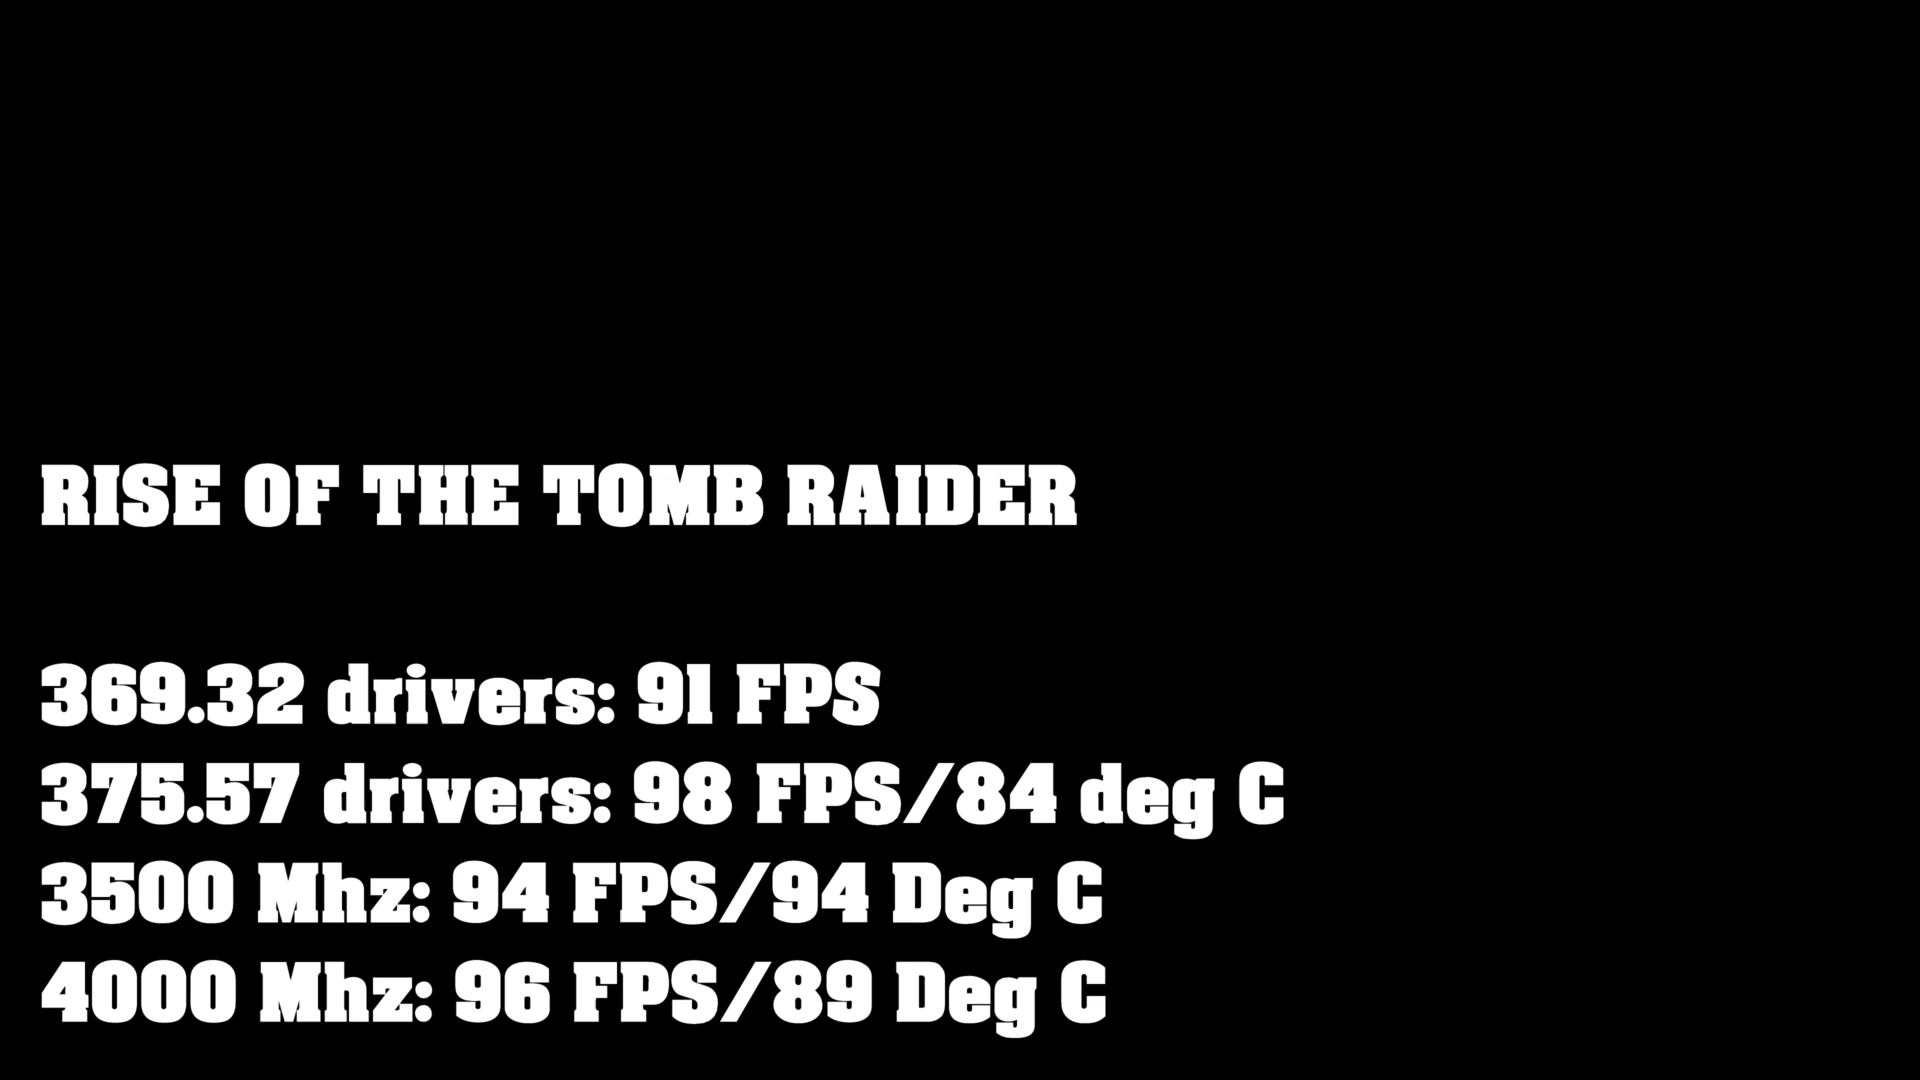 RISE OF THE TOMB RAIDER
369.32 drivers: 91 FPS
375.57 drivers: 98 FPS/84 deg C
3500 Mhz: 94 FPS/94 Deg C
4000 Mhz: 96 FPS/89 Deg C